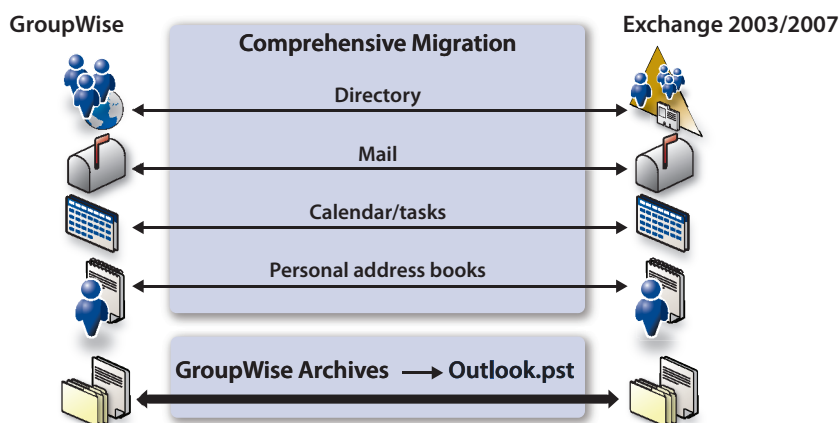 GroupWise
Exchange 2003/2007
Comprehensive Migration
Directory
Mail
Calendar/tasks
Personal address books
GroupWise Archives → Outlook.pst